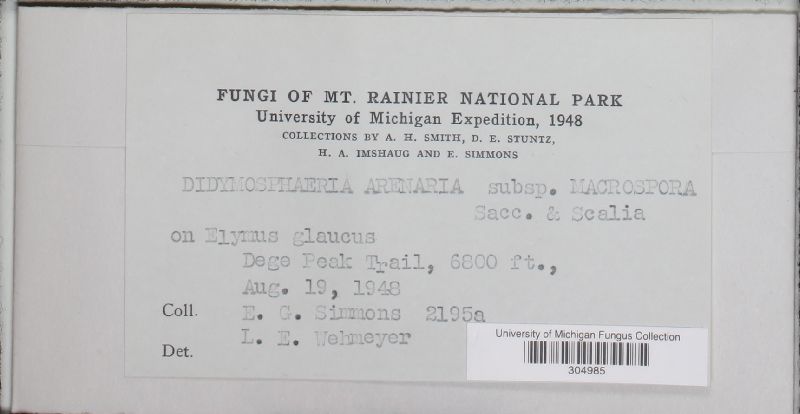 FUNGI OF MT. RAINIER NATIONAL PARK
University of Michigan Expedition, 1948
COLLECTIONS BY A. H. SMITH, D. E. STUNTZ,
H. A. IMSHAUG AND E. SIMMONS
DIDYMOSPHAERIA ARENARIA subsp. MACROSPORA
Sacc. & Scalia
on Elymus glaucus
Dege Peak Trail, 6800 ft.,
Aug. 19, 1948
Coll. E. G. Simmons 2195a
Det. L. E. Wehmeyer
University of Michigan Fungus Collection
304985